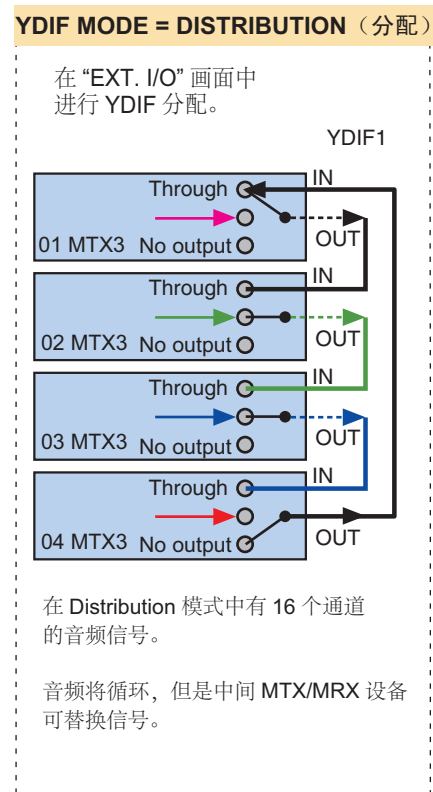 YDIF MODE = DISTRIBUTION（分配）
在 “EXT. I/O” 画面中
进行 YDIF 分配。
YDIF1
Through
IN
01 MTX3
No output
OUT
Through
IN
02 MTX3
No output
OUT
Through
IN
03 MTX3
No output
OUT
Through
IN
04 MTX3
No output
OUT
在 Distribution 模式中有 16 个通道
的音频信号。
音频将循环，但是中间 MTX/MRX 设备
可替换信号。